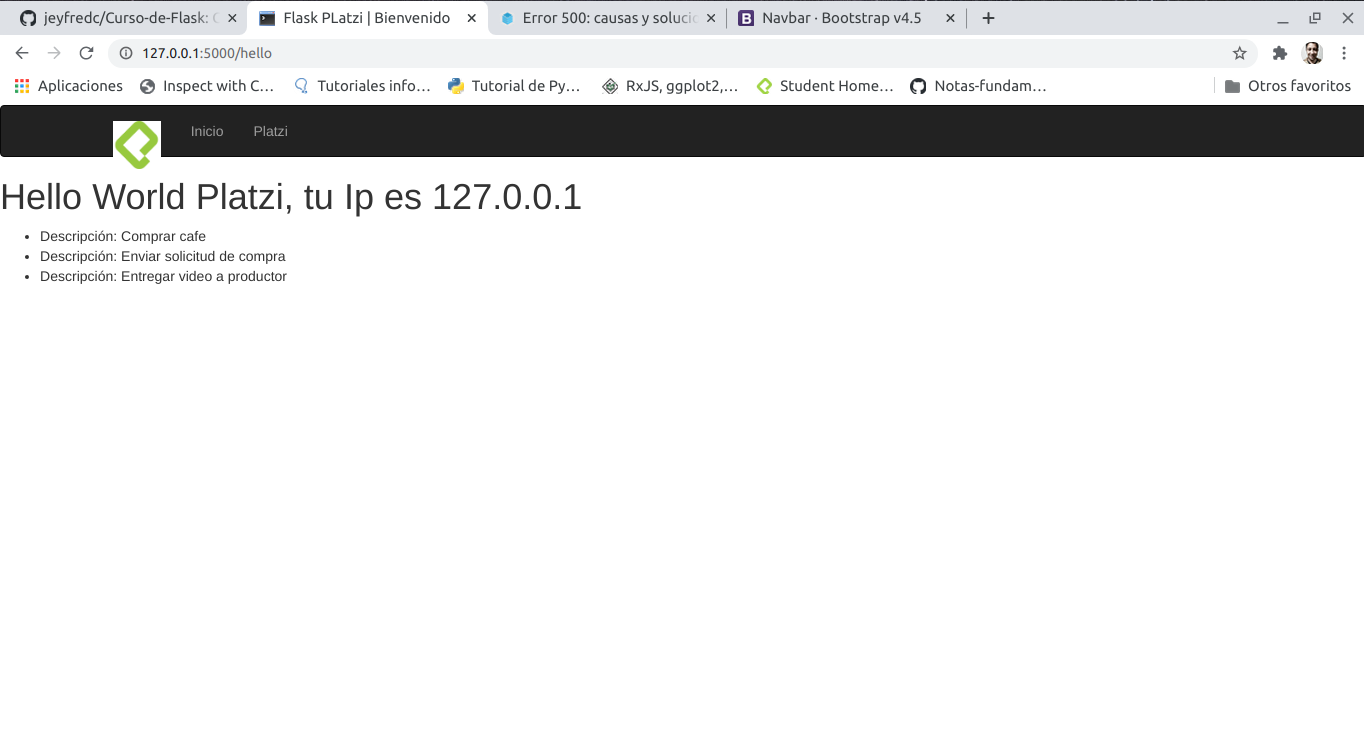 jeyfredc/Curso-de-Flask:
Flask PLatzi | Bienvenido
Error 500: causas y soluci
Navbar · Bootstrap v4.5
127.0.0.1:5000/hello
Aplicaciones
Inspect with C...
Tutoriales info...
Tutorial de Py...
RxJS, ggplot2,...
Student Home...
Notas-fundam...
Otros favoritos
Inicio
Platzi
Hello World Platzi, tu Ip es 127.0.0.1
Descripción: Comprar cafe
Descripción: Enviar solicitud de compra
Descripción: Entregar video a productor